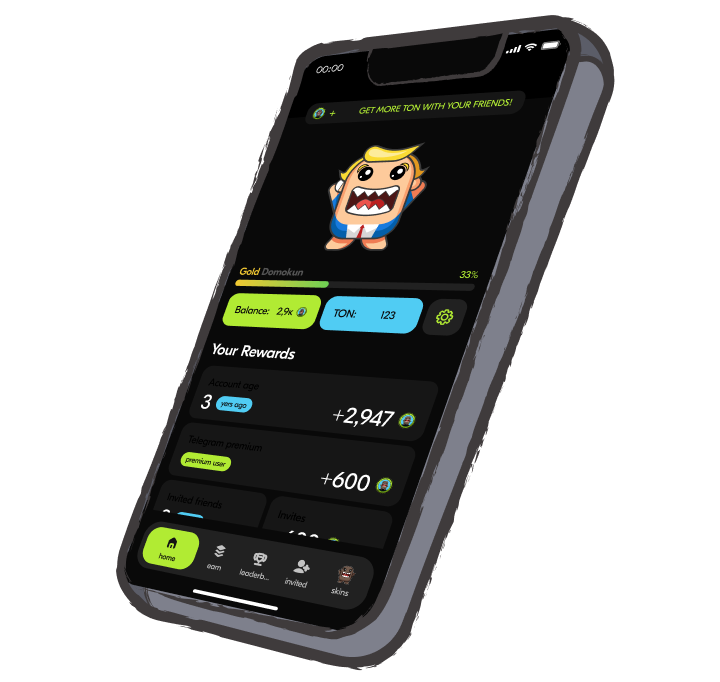 00:00
+ GET MORE TON WITH YOUR FRIENDS!
Gold Domokun 33%
Balance: 2,9k TON: 123
Your Rewards
Account age
3 yers ago +2,947
Telegram premium
premium user +600
Invited friends Invites
home earn leaderb... invited skins